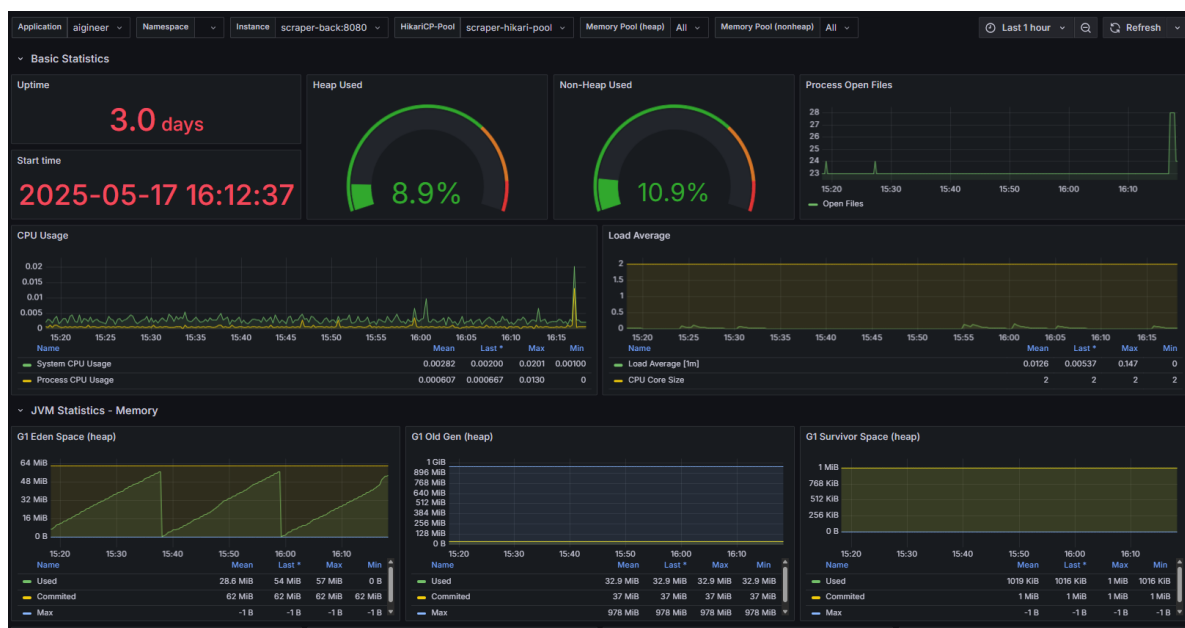 Application aigineer Namespace Instance scraper-back:8080 HikariCP-Pool scraper-hikari-pool Memory Pool (heap) All Memory Pool (nonheap) All Last 1 hour Refresh
Basic Statistics
Uptime
3.0 days
Start time
2025-05-17 16:12:37
Heap Used
8.9%
Non-Heap Used
10.9%
Process Open Files
28
27
26
25
24
23
15:20 15:30 15:40 15:50 16:00 16:10
Open Files
CPU Usage
0.02
0.015
0.01
0.005
0
15:20 15:25 15:30 15:35 15:40 15:45 15:50 15:55 16:00 16:05 16:10 16:15
Name Mean Last * Max Min
System CPU Usage 0.00282 0.00200 0.0201 0.00100
Process CPU Usage 0.000607 0.000667 0.0130 0
Load Average
2
1.5
1
0.5
0
15:20 15:25 15:30 15:35 15:40 15:45 15:50 15:55 16:00 16:05 16:10 16:15
Name Mean Last * Max Min
Load Average [1m] 0.0126 0.00537 0.147 0
CPU Core Size 2 2 2 2
JVM Statistics - Memory
G1 Eden Space (heap)
64 MiB
48 MiB
32 MiB
16 MiB
0 B
15:20 15:30 15:40 15:50 16:00 16:10
Name Mean Last * Max Min
Used 28.6 MiB 54 MiB 57 MiB 0 B
Commited 62 MiB 62 MiB 62 MiB 62 MiB
Max -1 B -1 B -1 B -1 B
G1 Old Gen (heap)
1 GiB
896 MiB
768 MiB
640 MiB
512 MiB
384 MiB
256 MiB
128 MiB
0 B
15:20 15:30 15:40 15:50 16:00 16:10
Name Mean Last * Max Min
Used 32.9 MiB 32.9 MiB 32.9 MiB 32.9 MiB
Commited 37 MiB 37 MiB 37 MiB 37 MiB
Max 978 MiB 978 MiB 978 MiB 978 MiB
G1 Survivor Space (heap)
1 MiB
768 KiB
512 KiB
256 KiB
0 B
15:20 15:30 15:40 15:50 16:00 16:10
Name Mean Last * Max Min
Used 1019 KiB 1016 KiB 1 MiB 1016 KiB
Commited 1 MiB 1 MiB 1 MiB 1 MiB
Max -1 B -1 B -1 B -1 B